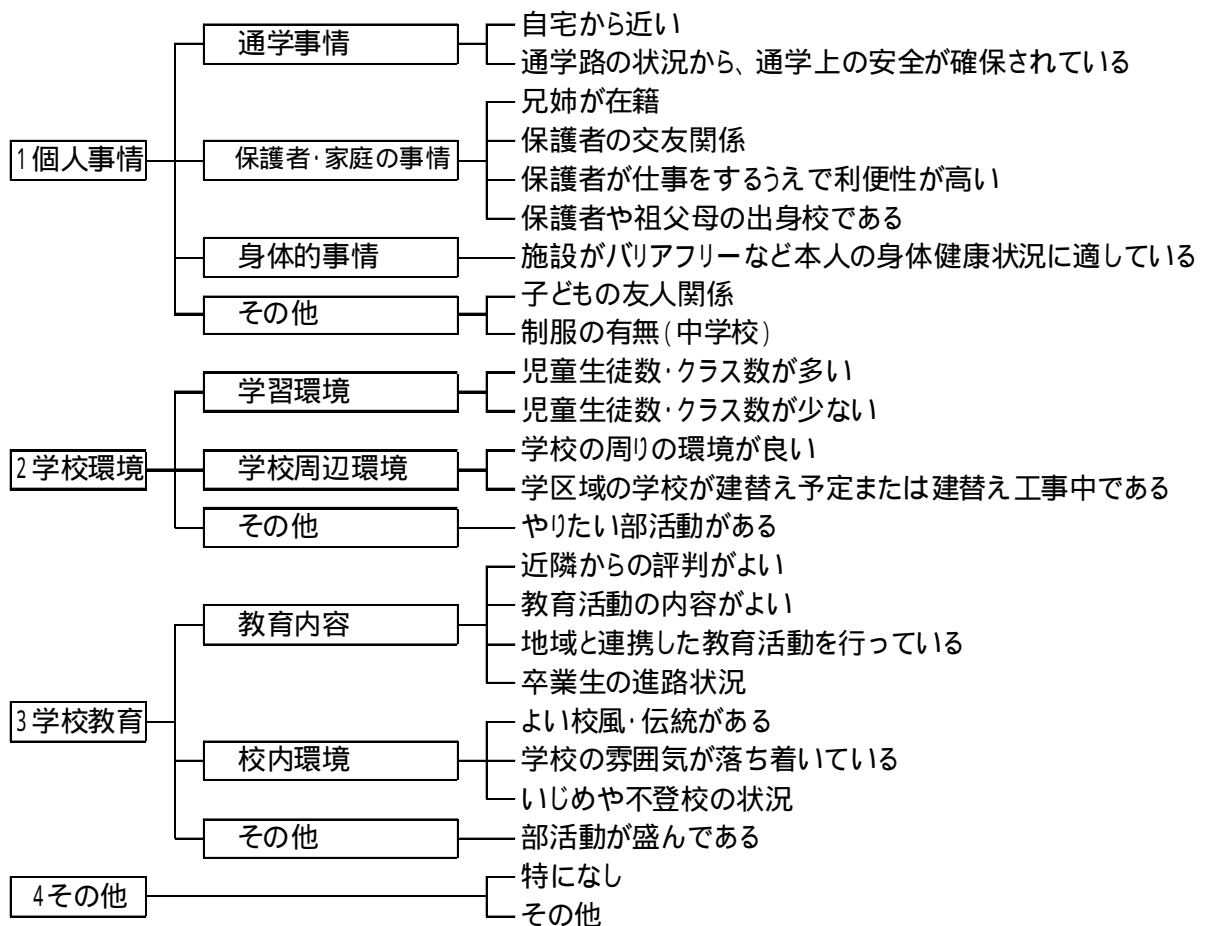 1個人事情
通学事情
自宅から近い
通学路の状況から、通学上の安全が確保されている
保護者・家庭の事情
兄姉が在籍
保護者の交友関係
保護者が仕事をするうえで利便性が高い
保護者や祖父母の出身校である
身体的事情
施設がバリアフリーなど本人の身体健康状況に適している
その他
子どもの友人関係
制服の有無(中学校)
2学校環境
学習環境
児童生徒数・クラス数が多い
児童生徒数・クラス数が少ない
学校周辺環境
学校の周りの環境が良い
学区域の学校が建替え予定または建替え工事中である
その他
やりたい部活動がある
3学校教育
教育内容
近隣からの評判がよい
教育活動の内容がよい
地域と連携した教育活動を行っている
卒業生の進路状況
校内環境
よい校風・伝統がある
学校の雰囲気が落ち着いている
いじめや不登校の状況
その他
部活動が盛んである
4その他
特になし
その他